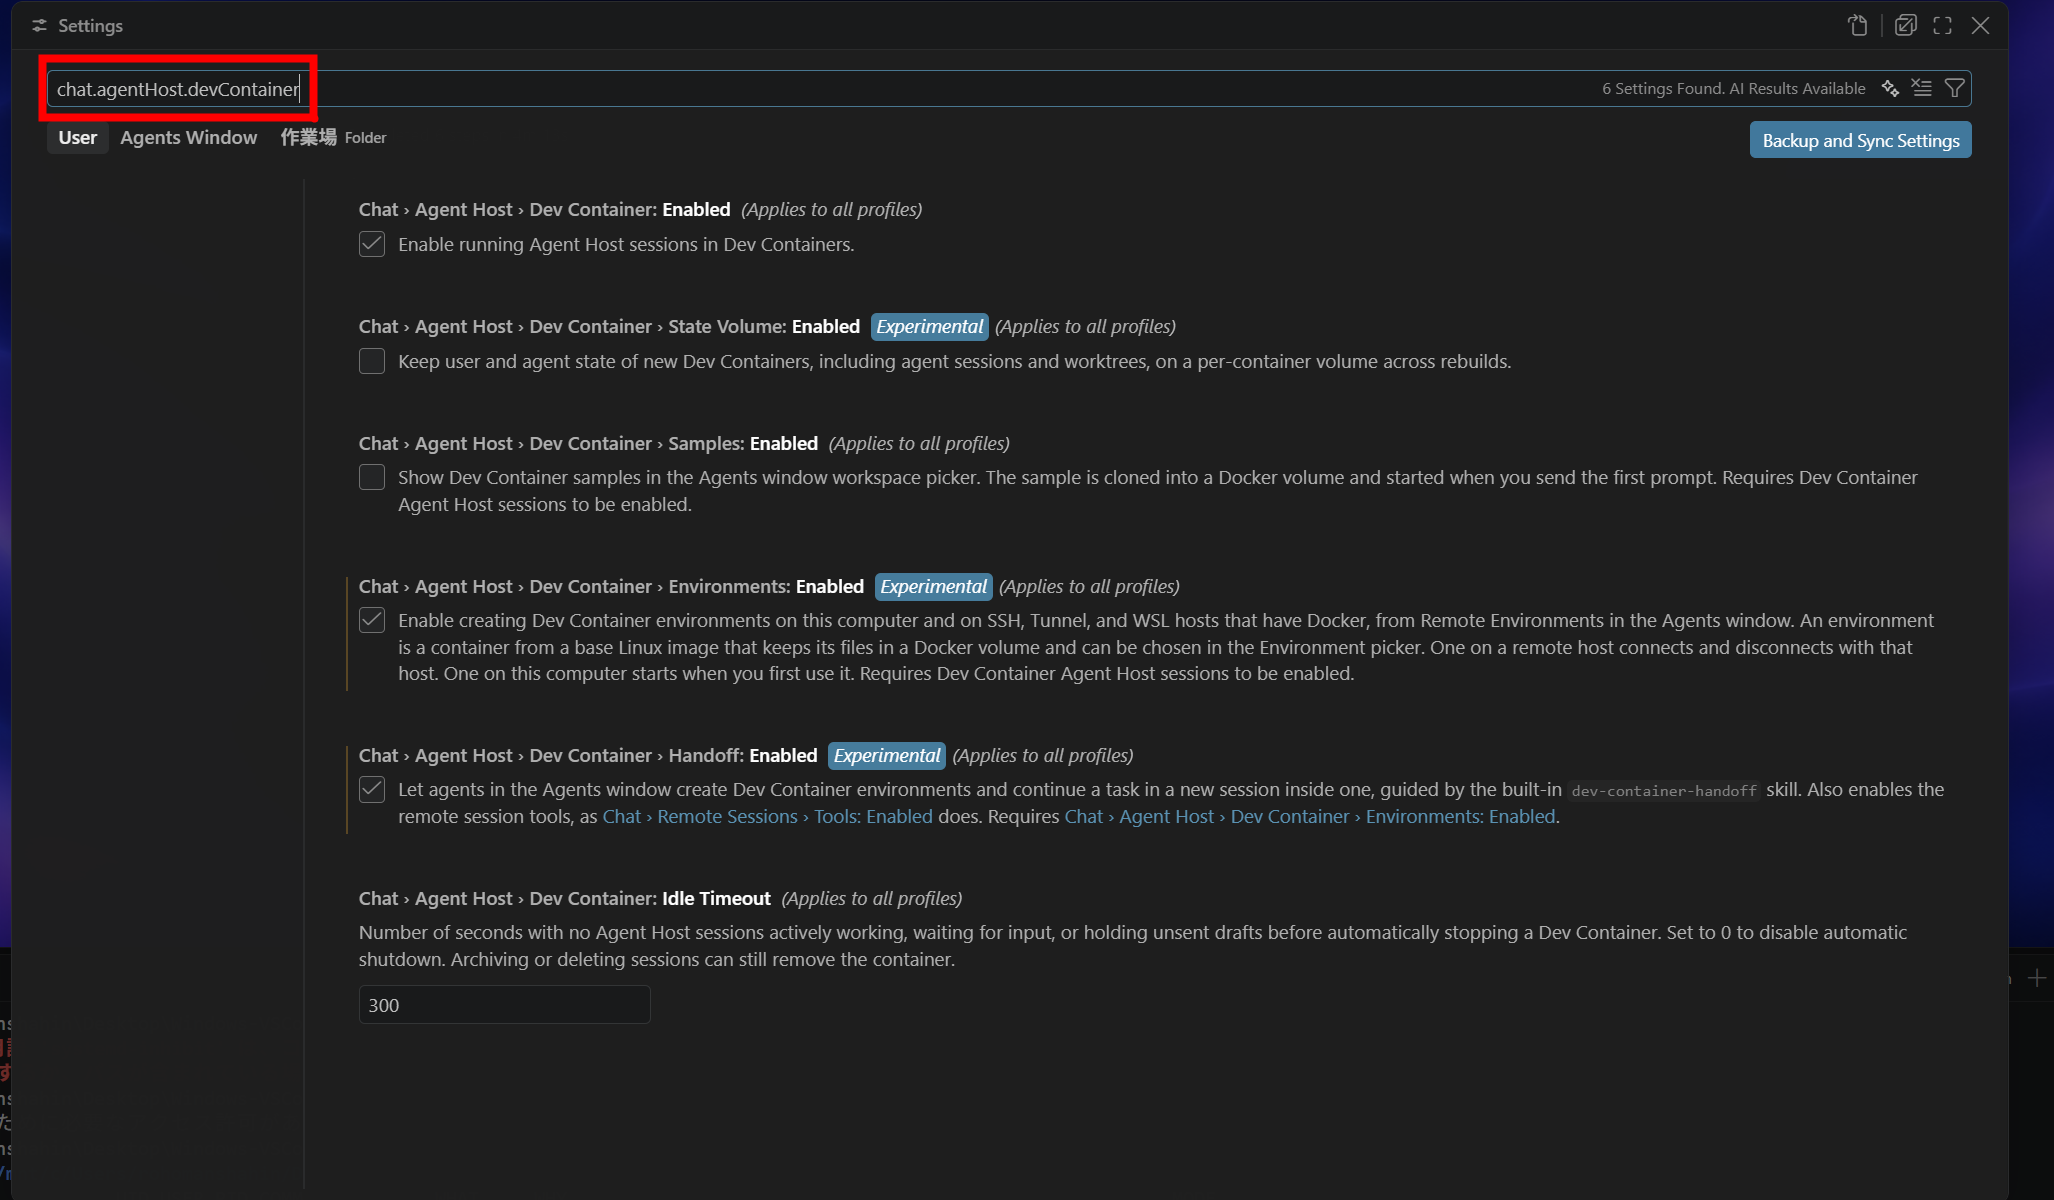 Settings
chat.agentHost.devContainer
6 Settings Found. AI Results Available
User Agents Window 作業場 Folder
Backup and Sync Settings
Chat › Agent Host › Dev Container: Enabled (Applies to all profiles)
Enable running Agent Host sessions in Dev Containers.
Chat › Agent Host › Dev Container › State Volume: Enabled Experimental (Applies to all profiles)
Keep user and agent state of new Dev Containers, including agent sessions and worktrees, on a per-container volume across rebuilds.
Chat › Agent Host › Dev Container › Samples: Enabled (Applies to all profiles)
Show Dev Container samples in the Agents window workspace picker. The sample is cloned into a Docker volume and started when you send the first prompt. Requires Dev Container
Agent Host sessions to be enabled.
Chat › Agent Host › Dev Container › Environments: Enabled Experimental (Applies to all profiles)
Enable creating Dev Container environments on this computer and on SSH, Tunnel, and WSL hosts that have Docker, from Remote Environments in the Agents window. An environment
is a container from a base Linux image that keeps its files in a Docker volume and can be chosen in the Environment picker. One on a remote host connects and disconnects with that
host. One on this computer starts when you first use it. Requires Dev Container Agent Host sessions to be enabled.
Chat › Agent Host › Dev Container › Handoff: Enabled Experimental (Applies to all profiles)
Let agents in the Agents window create Dev Container environments and continue a task in a new session inside one, guided by the built-in dev-container-handoff skill. Also enables the
remote session tools, as Chat › Remote Sessions › Tools: Enabled does. Requires Chat › Agent Host › Dev Container › Environments: Enabled.
Chat › Agent Host › Dev Container: Idle Timeout (Applies to all profiles)
Number of seconds with no Agent Host sessions actively working, waiting for input, or holding unsent drafts before automatically stopping a Dev Container. Set to 0 to disable automatic
shutdown. Archiving or deleting sessions can still remove the container.
300